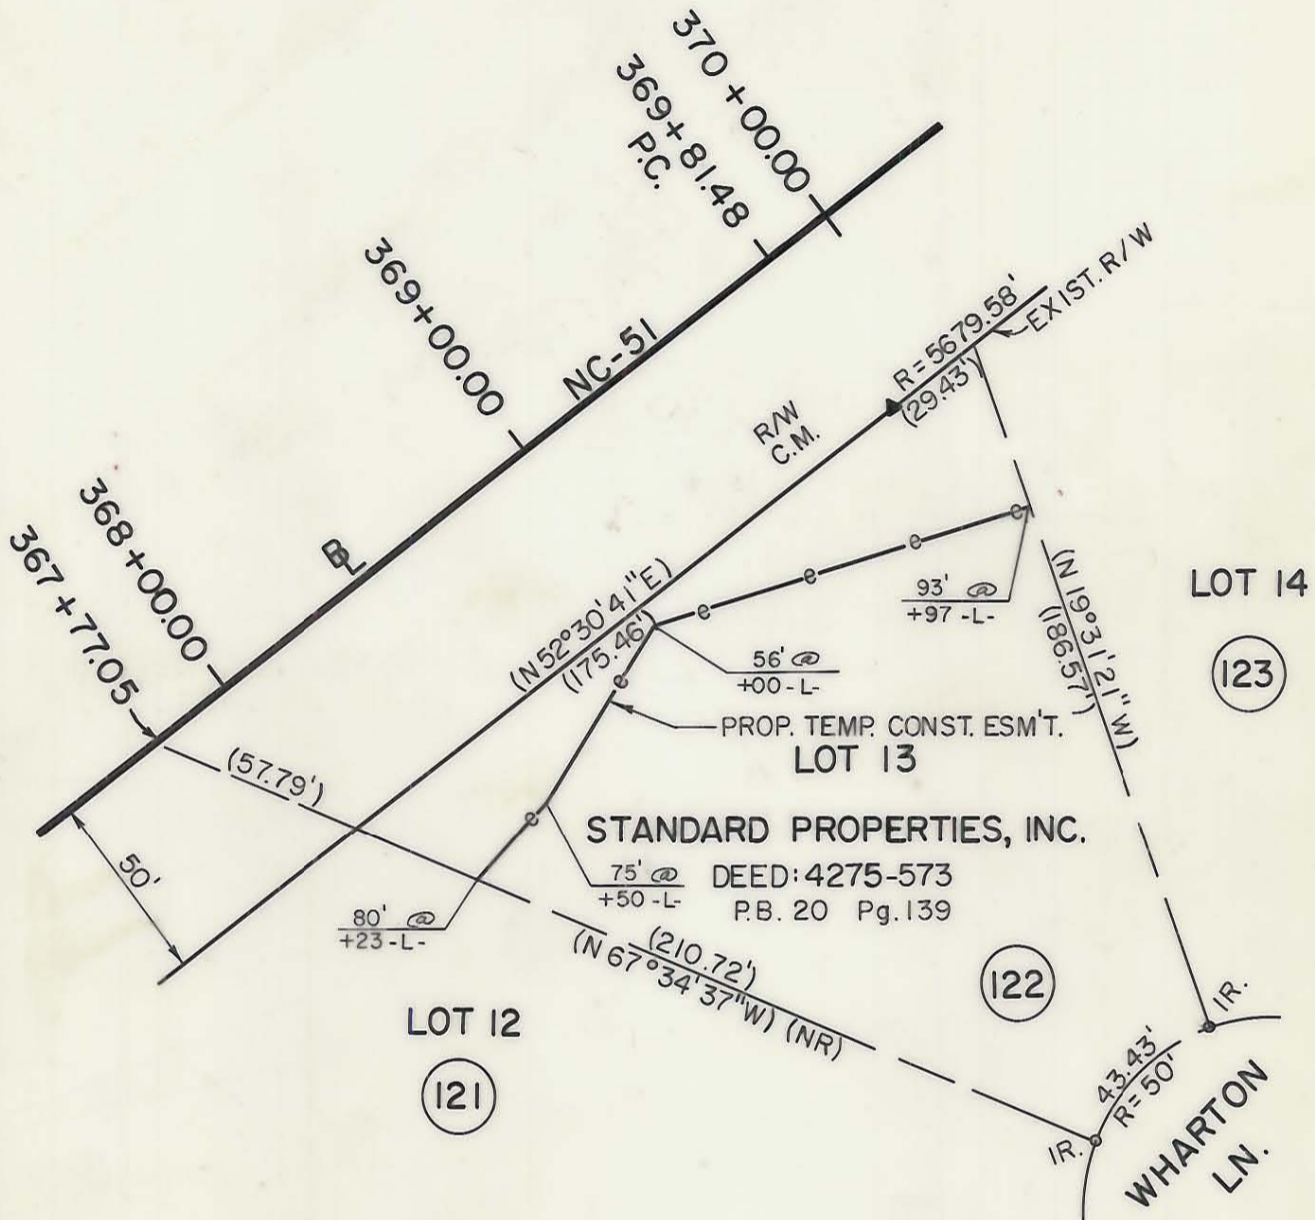 370 +00.00
369+81.48
P.C.
369+00.00
NC-51
368+00.00
367+77.05
BL
R=5679.58'
(29.43')
EXIST. R/W
R/W
C.M.
(N 52°30'41"E)
(175.46')
93' @
+97 -L-
56' @
+00-L-
(N 19°31'21"W)
(186.57')
LOT 14
123
PROP. TEMP. CONST. ESM'T.
LOT 13
(57.79')
50'
STANDARD PROPERTIES, INC.
DEED: 4275-573
P.B. 20 Pg. 139
75' @
+50-L-
80' @
+23-L-
(210.72')
(N 67°34'37"W) (NR)
122
LOT 12
121
IR.
43.43'
R=50'
IR.
WHARTON
LN.
e
e
e
e
e
e